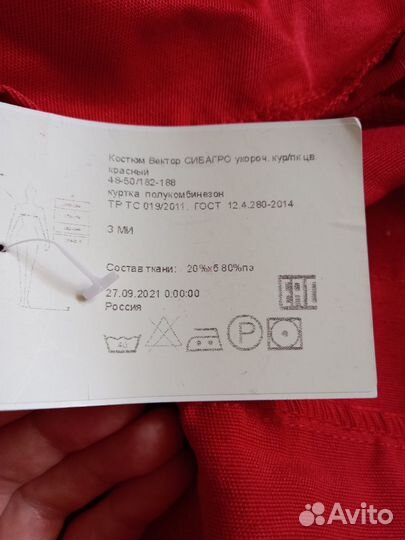 Костюм Вектор СИБАГРО укороч. кур/пк цв.
красный
48-50/182-188
куртка полукомбинезон
ТР ТС 019/2011, ГОСТ 12.4.280-2014
З МИ
Состав ткани: 20%хб 80%пэ
27.09.2021 0:00:00
Россия
EAC
40
P
Avito